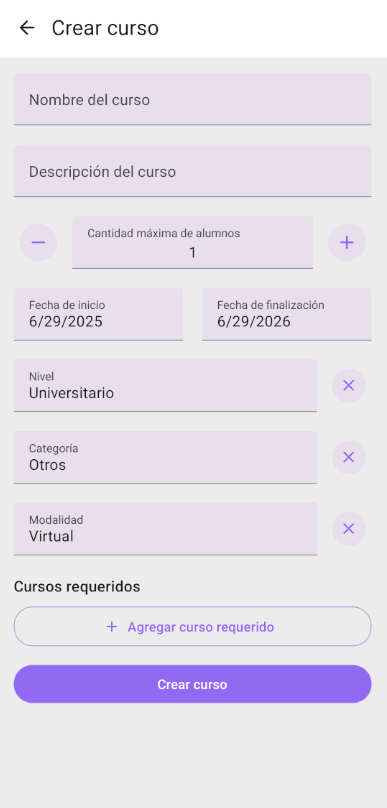 Crear curso
Nombre del curso
Descripción del curso
Cantidad máxima de alumnos
1
Fecha de inicio
6/29/2025
Fecha de finalización
6/29/2026
Nivel
Universitario
Categoría
Otros
Modalidad
Virtual
Cursos requeridos
+ Agregar curso requerido
Crear curso